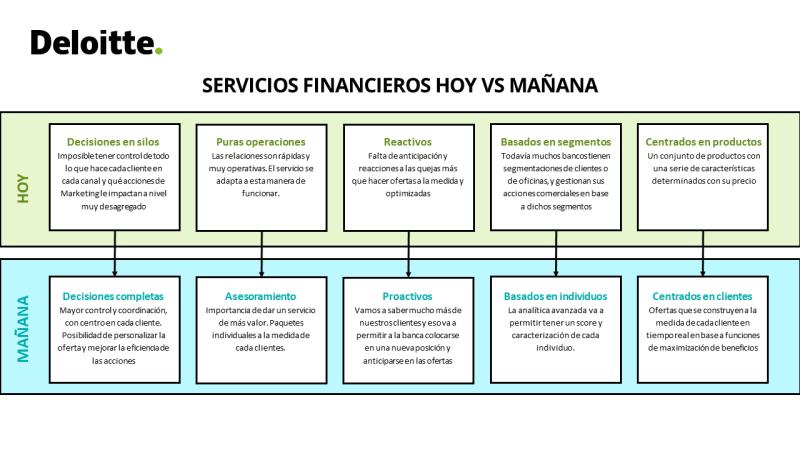 Deloitte.
SERVICIOS FINANCIEROS HOY VS MAÑANA
HOY
Decisiones en silos
Imposible tener control de todo
lo que hace cada cliente en
cada canal y qué acciones de
Marketing le impactan a nivel
muy desagregado
Puras operaciones
Las relaciones on rápidas y
muy operativas. El servicio se
adapta a esta manera de
funcionar.
Reactivos
Falta de anticipación y
reacciones a las quejas más
que hacer ofertas a la medida y
optimizadas
Basados en segmentos
Todavía muchos bancos tienen
segmentaciones de clientes o
de oficinas, y gestionan sus
acciones comerciales en base
a dichos segmentos
Centrados en productos
Un conjunto de productos con
una serie de características
determinados con su precio
MAÑANA
Decisiones completas
Mayor control y coordinación,
con centro en cada cliente.
Posibilidad de personalizar la
oferta y mejorar la eficiencia de
las acciones
Asesoramiento
Importancia de dar un servicio
de más valor. Paquetes
individuales a la medida de
cada clientes.
Proactivos
Vamos a saber mucho más de
nuestros clientes y eso va a
permitir a la banca colocarse
en una nueva posición y
anticiparse en las ofertas
Basados en individuos
La analítica avanzada va a
permitir tener un score y
caracterización de cada
individuo.
Centrados en clientes
Ofertas que se construyen a la
medida de cada cliente en
tiempo real en base a funciones
de maximización de beneficios